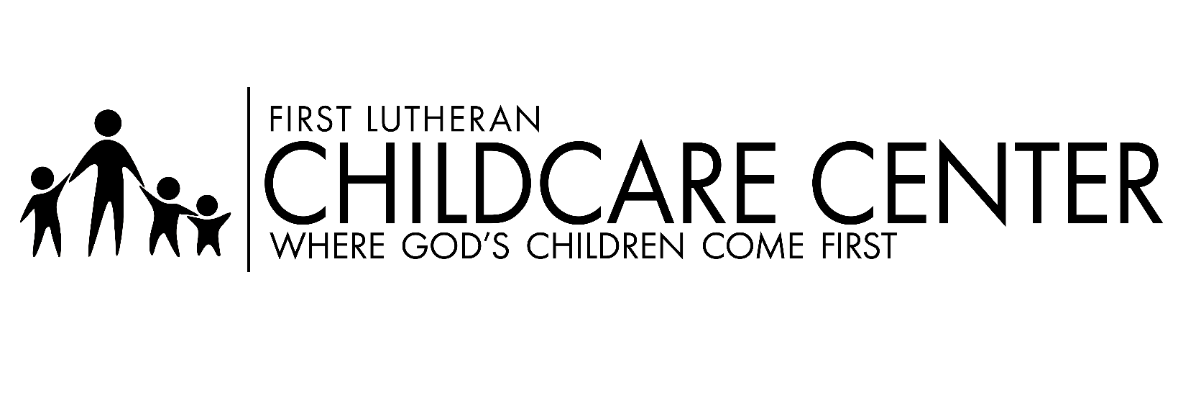 FIRST LUTHERAN
CHILDCARE CENTER
WHERE GOD'S CHILDREN COME FIRST